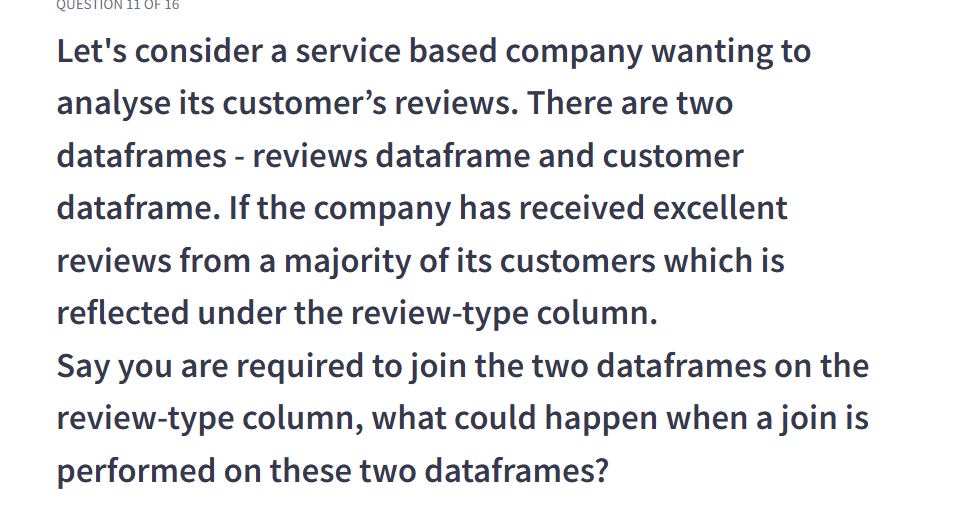 QUESTION 11 OF 16
Let's consider a service based company wanting to
analyse its customer’s reviews. There are two
dataframes - reviews dataframe and customer
dataframe. If the company has received excellent
reviews from a majority of its customers which is
reflected under the review-type column.
Say you are required to join the two dataframes on the
review-type column, what could happen when a join is
performed on these two dataframes?